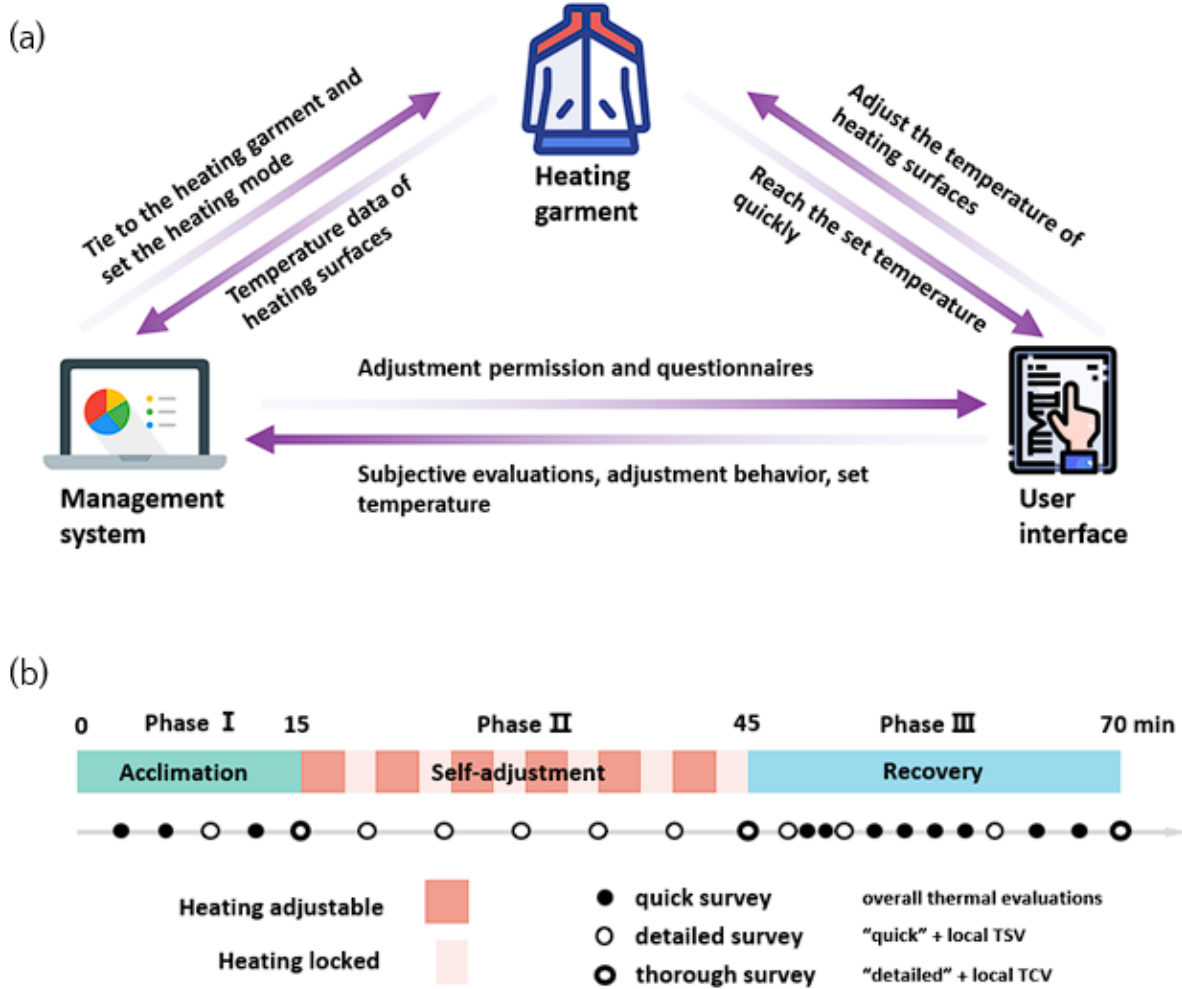 (a)
Tie to the heating garment and
set the heating mode
Temperature data of
heating surfaces
Heating
garment
Adjust the temperature of
heating surfaces
Reach the set temperature
quickly
Adjustment permission and questionnaires
Subjective evaluations, adjustment behavior, set
temperature
Management
system
User
interface
(b)
0 Phase I 15 Phase II 45 Phase III 70 min
Acclimation Self-adjustment Recovery
Heating adjustable
Heating locked
quick survey overall thermal evaluations
detailed survey “quick” + local TSV
thorough survey “detailed” + local TCV